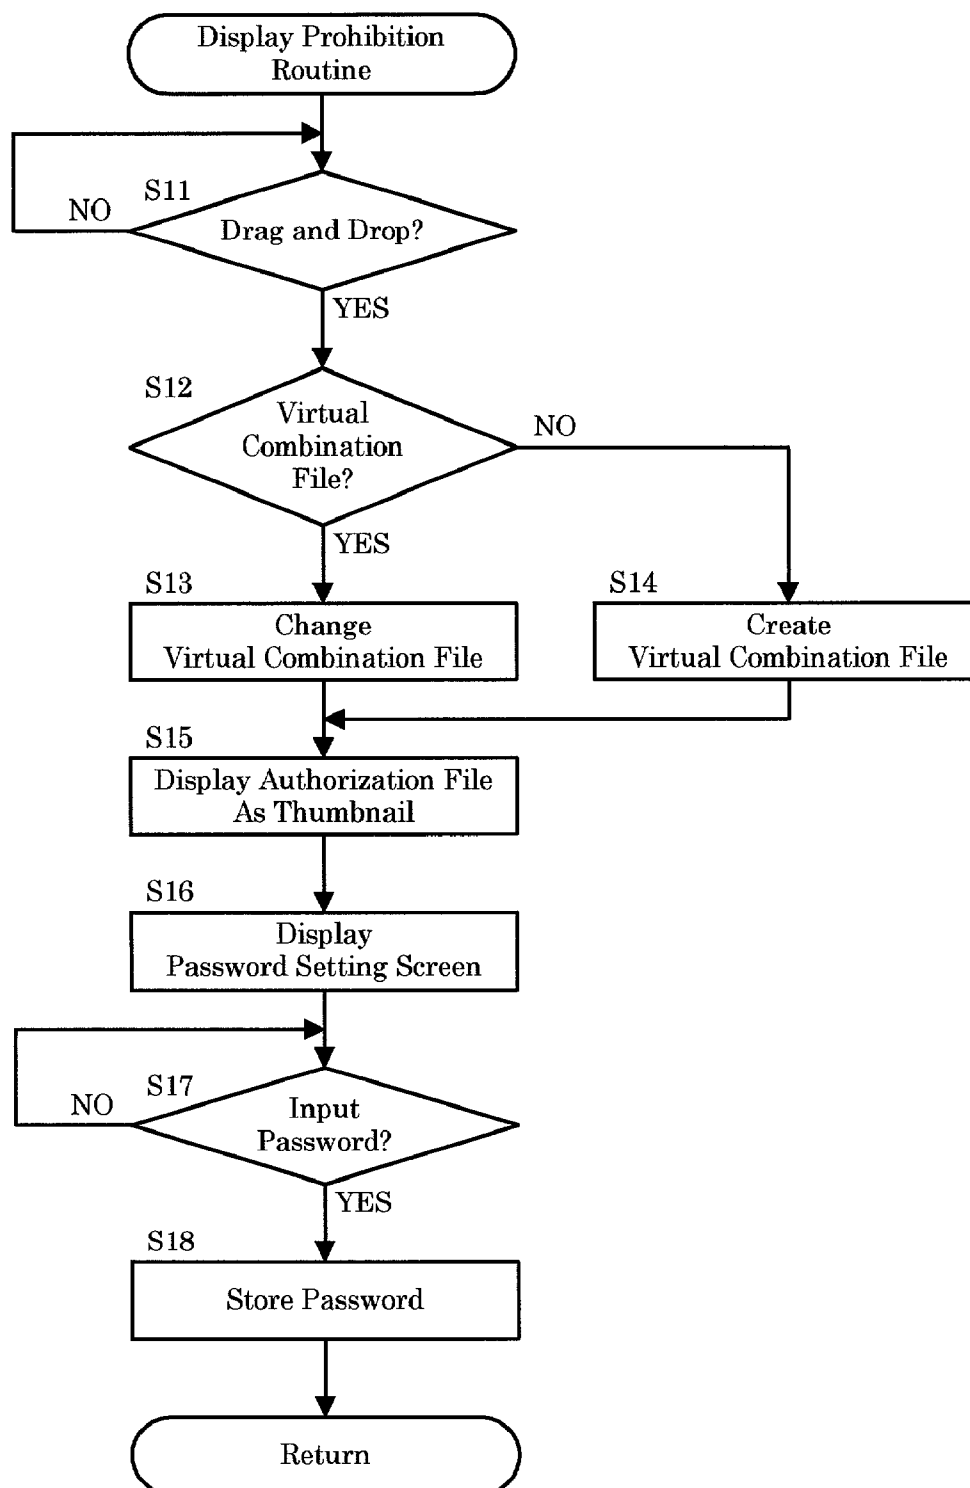 Display Prohibition
Routine
S11
NO
Drag and Drop?
YES
S12
Virtual
Combination
File?
NO
YES
S13
Change
Virtual Combination File
S14
Create
Virtual Combination File
S15
Display Authorization File
As Thumbnail
S16
Display
Password Setting Screen
S17
NO
Input
Password?
YES
S18
Store Password
Return